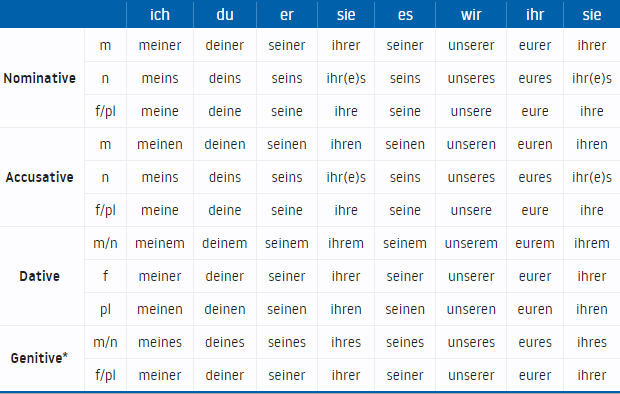 ich du er sie es wir ihr sie
m meiner deiner seiner ihrer seiner unserer eurer ihrer
Nominative n meins deins seins ihr(e)s seins unseres eures ihr(e)s
f/pl meine deine seine ihre seine unsere eure ihre
m meinen deinen seinen ihren seinen unseren euren ihren
Accusative n meins deins seins ihr(e)s seins unseres eures ihr(e)s
f/pl meine deine seine ihre seine unsere eure ihre
m/n meinem deinem seinem ihrem seinem unserem eurem ihrem
Dative f meiner deiner seiner ihrer seiner unserer eurer ihrer
pl meinen deinen seinen ihren seinen unseren euren ihren
Genitive* m/n meines deines seines ihres seines unseres eures ihres
f/pl meiner deiner seiner ihrer seiner unserer eurer ihrer